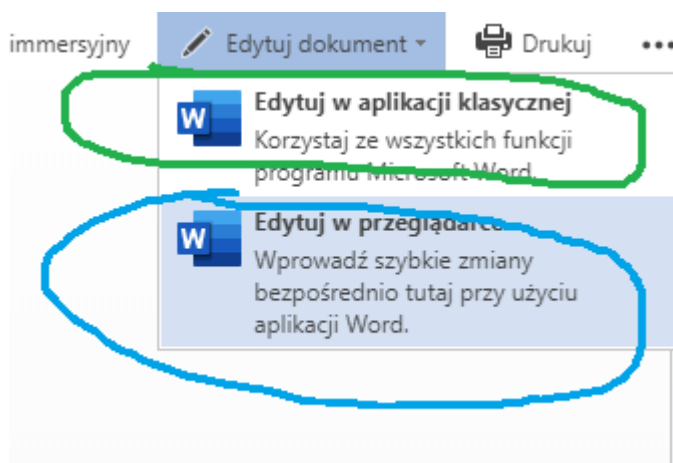 immersyjny Edytuj dokument Drukuj ...
Edytuj w aplikacji klasycznej
Korzystaj ze wszystkich funkcji
programu Microsoft Word.
Edytuj w przeglądarce
Wprowadź szybkie zmiany
bezpośrednio tutaj przy użyciu
aplikacji Word.